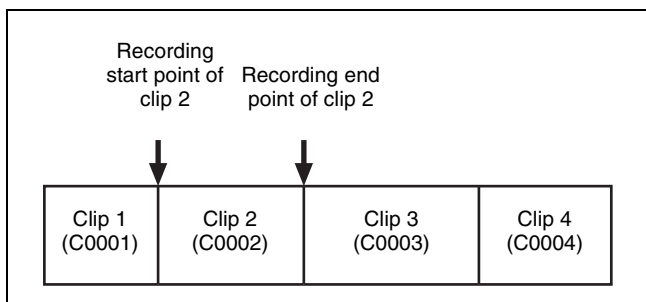 Recording
start point of
clip 2
Recording end
point of clip 2
Clip 1
(C0001)
Clip 2
(C0002)
Clip 3
(C0003)
Clip 4
(C0004)